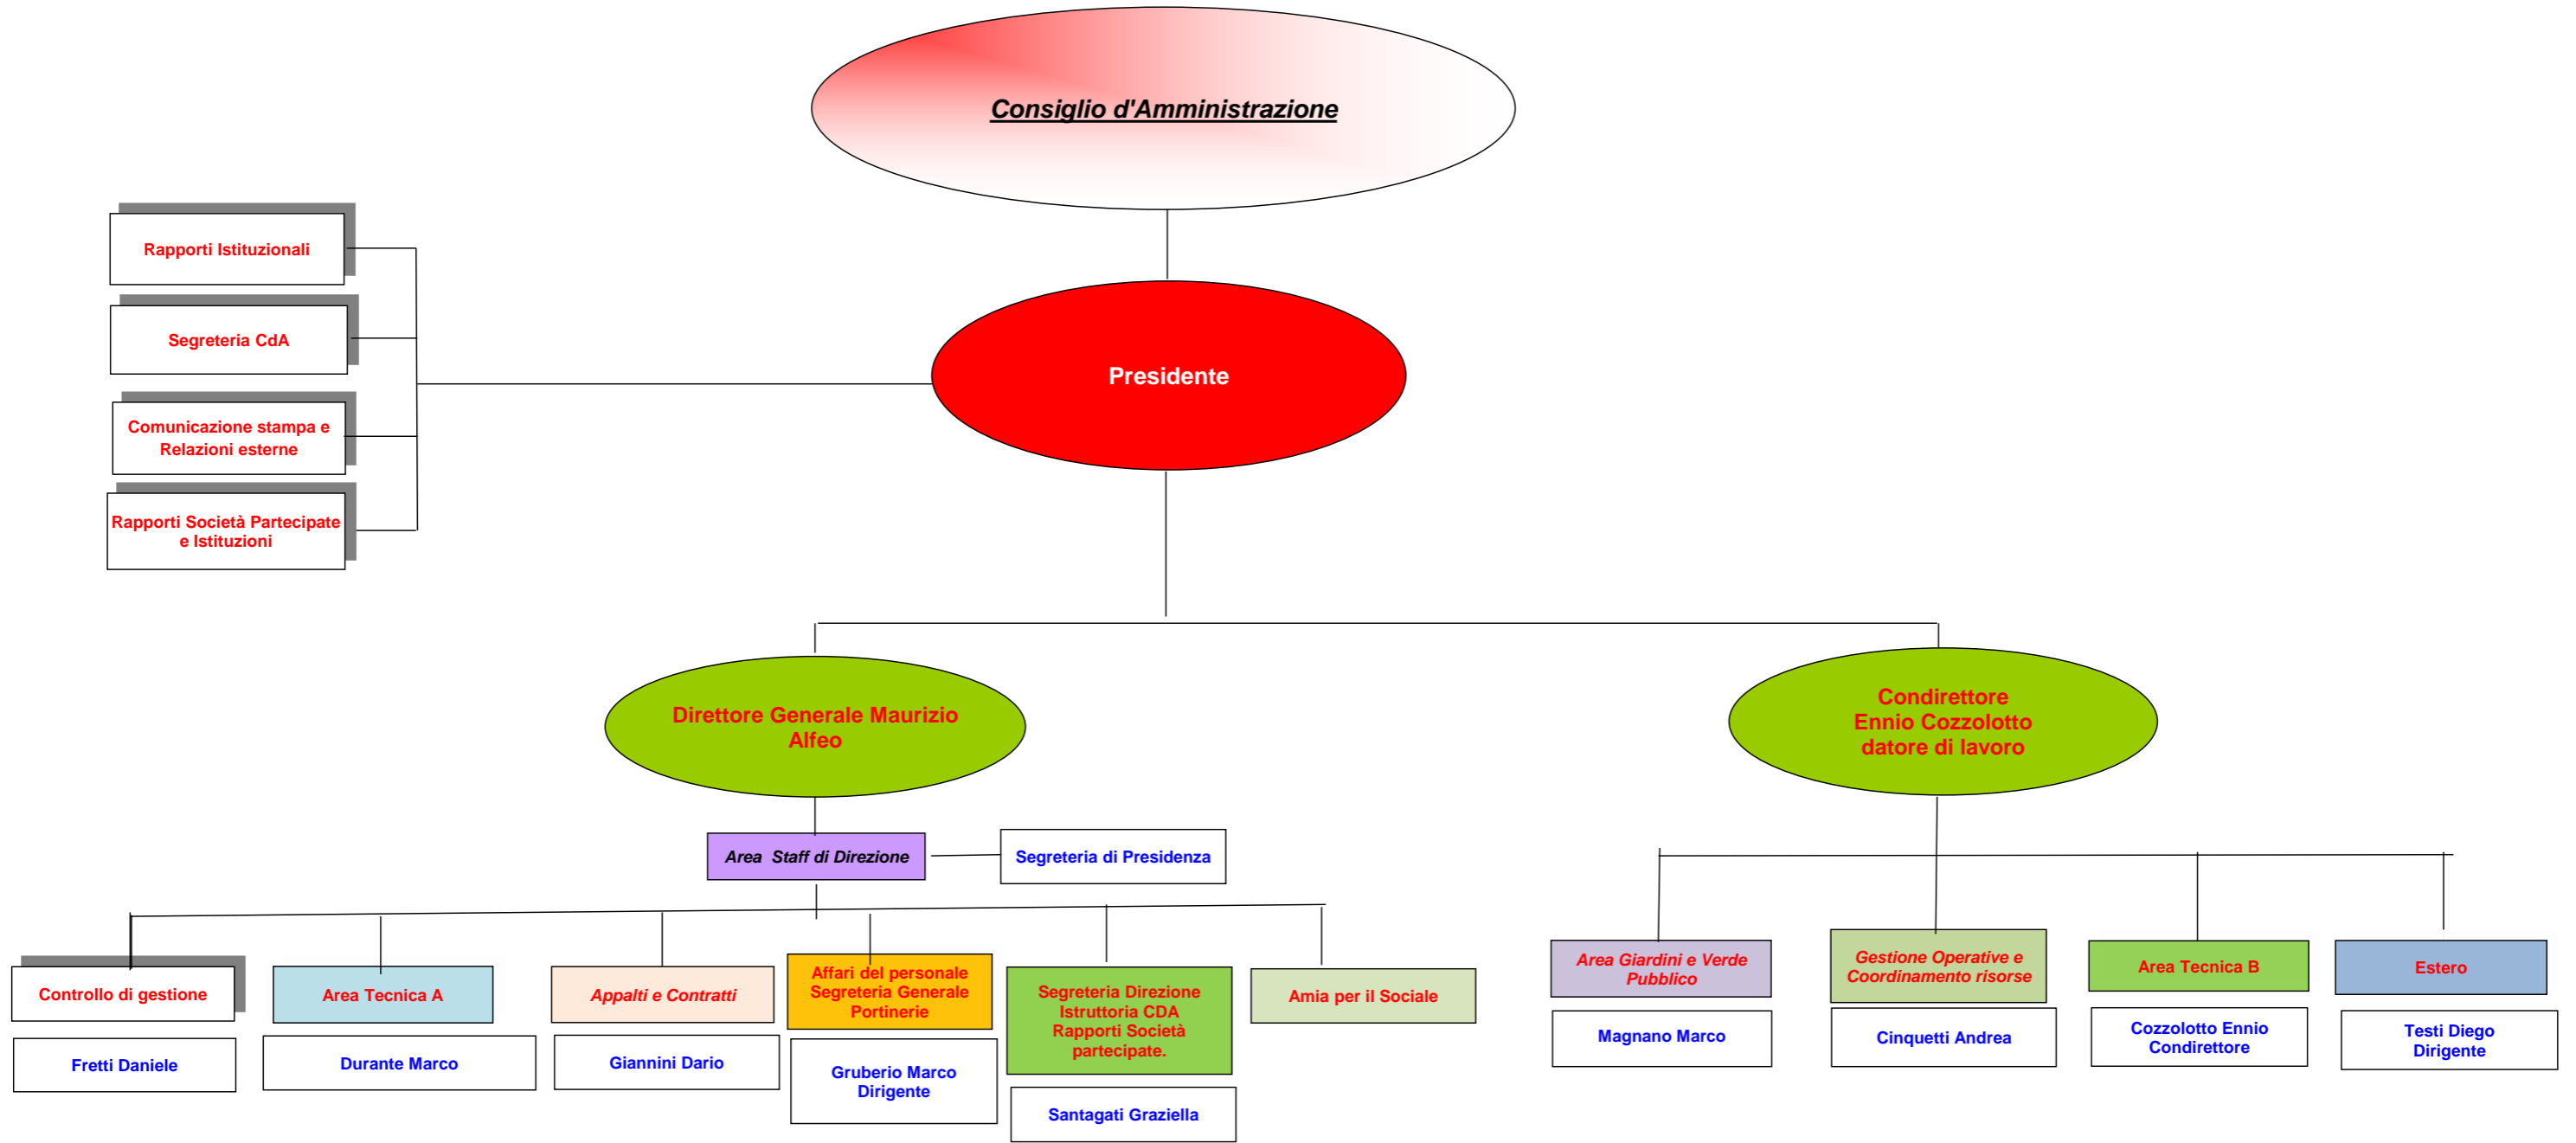 Consiglio d'Amministrazione
Rapporti Istituzionali
Segreteria CdA
Comunicazione stampa e
Relazioni esterne
Rapporti Società Partecipate
e Istituzioni
Presidente
Direttore Generale Maurizio
Alfeo
Condirettore
Ennio Cozzolotto
datore di lavoro
Area Staff di Direzione
Segreteria di Presidenza
Controllo di gestione
Fretti Daniele
Area Tecnica A
Durante Marco
Appalti e Contratti
Giannini Dario
Affari del personale
Segreteria Generale
Portinerie
Gruberio Marco
Dirigente
Segreteria Direzione
Istruttoria CDA
Rapporti Società
partecipate.
Santagati Graziella
Amia per il Sociale
Area Giardini e Verde
Pubblico
Magnano Marco
Gestione Operative e
Coordinamento risorse
Cinquetti Andrea
Area Tecnica B
Cozzolotto Ennio
Condirettore
Estero
Testi Diego
Dirigente